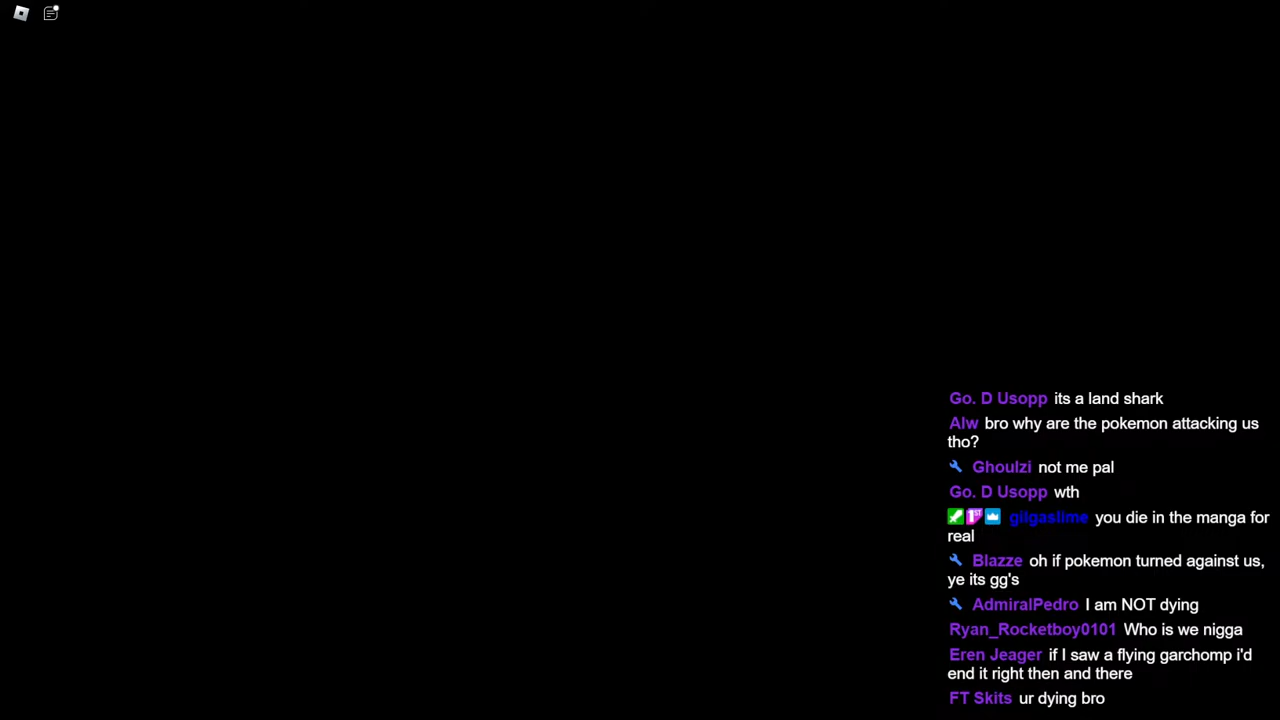 Go. D Usopp its a land shark
Alw bro why are the pokemon attacking us
tho?
Ghoulzi not me pal
Go. D Usopp wth
1ST gilgaslime you die in the manga for
real
Blazze oh if pokemon turned against us,
ye its gg's
AdmiralPedro I am NOT dying
Ryan_Rocketboy0101 Who is we nigga
Eren Jeager if I saw a flying garchomp i'd
end it right then and there
FT Skits ur dying bro